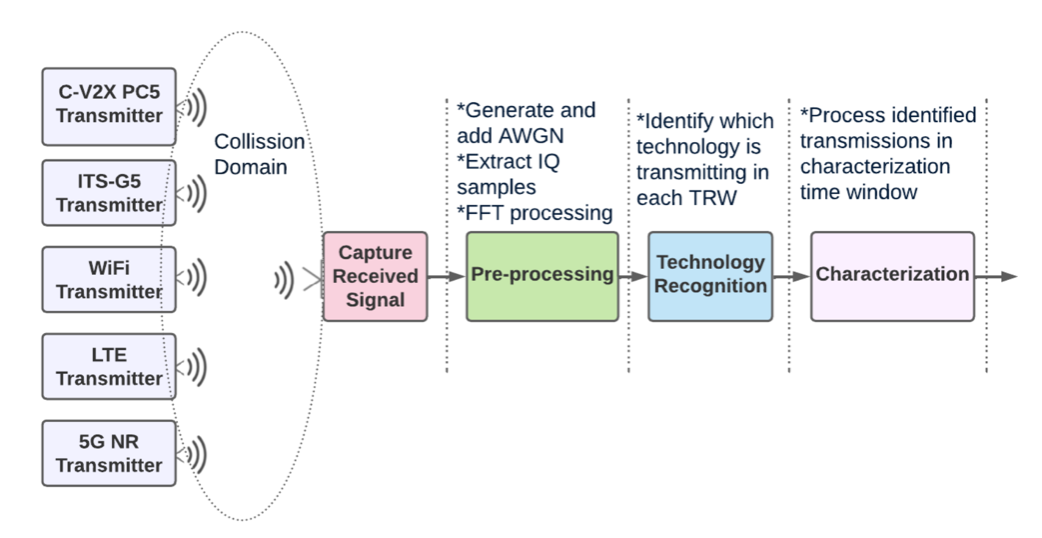 C-V2X PC5
Transmitter
ITS-G5
Transmitter
WiFi
Transmitter
LTE
Transmitter
5G NR
Transmitter
Collission
Domain
Capture
Received
Signal
*Generate and
add AWGN
*Extract IQ
samples
*FFT processing
Pre-processing
*Identify which
technology is
transmitting in
each TRW
Technology
Recognition
*Process identified
transmissions in
characterization
time window
Characterization